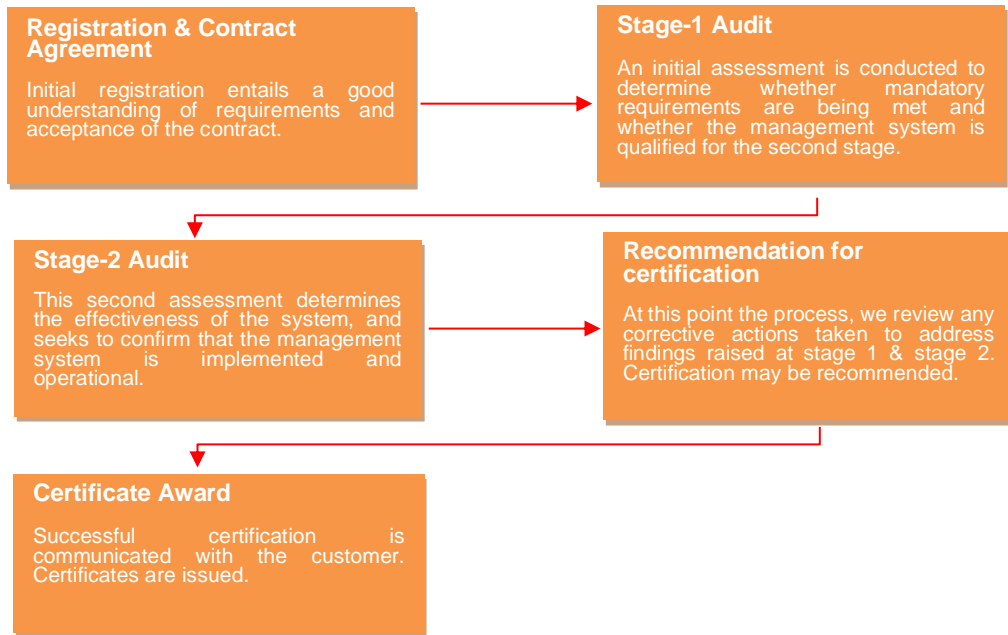 Registration & Contract
Agreement
Initial registration entails a good
understanding of requirements and
acceptance of the contract.
Stage-1 Audit
An initial assessment is conducted to
determine whether mandatory
requirements are being met and
whether the management system is
qualified for the second stage.
Stage-2 Audit
This second assessment determines
the effectiveness of the system, and
seeks to confirm that the management
system is implemented and
operational.
Recommendation for
certification
At this point the process, we review any
corrective actions taken to address
findings raised at stage 1 & stage 2.
Certification may be recommended.
Certificate Award
Successful certification is
communicated with the customer.
Certificates are issued.